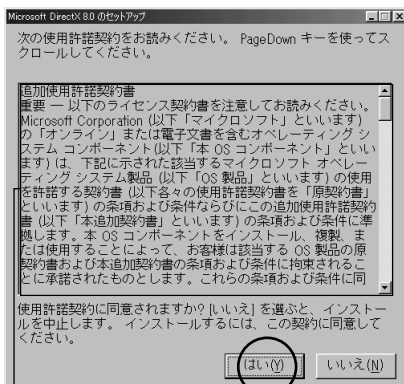 Microsoft DirectX 8.0 のセットアップ
次の使用許諾契約をお読みください。 PageDown キーを使ってス
クロールしてください。
追加使用許諾契約書
重要 ― 以下のライセンス契約書を注意してお読みください。
Microsoft Corporation (以下「マイクロソフト」といいます)
の「オンライン」または電子文書を含むオペレーティング シ
ステム コンポーネント(以下「本 OS コンポーネント」といい
ます) は、下記に示された該当するマイクロソフト オペレー
ティング システム製品 (以下「OS 製品」といいます) の使用
を許諾する契約書 (以下各々の使用許諾契約書を「原契約書」
といいます) の条項および条件ならびにこの追加使用許諾契約
書 (以下「本追加契約書」といいます) の条項および条件に準
拠します。本 OS コンポーネントをインストール、複製、ま
たは使用することによって、お客様は該当する OS 製品の原
契約書および本追加契約書の条項および条件に拘束されるこ
とに承諾されたものとします。これらの条項および条件に同
使用許諾契約に同意されますか? [いいえ] を選ぶと、インストー
ルを中止します。 インストールするには、この契約に同意して
ください。
はい(Y) いいえ(N)